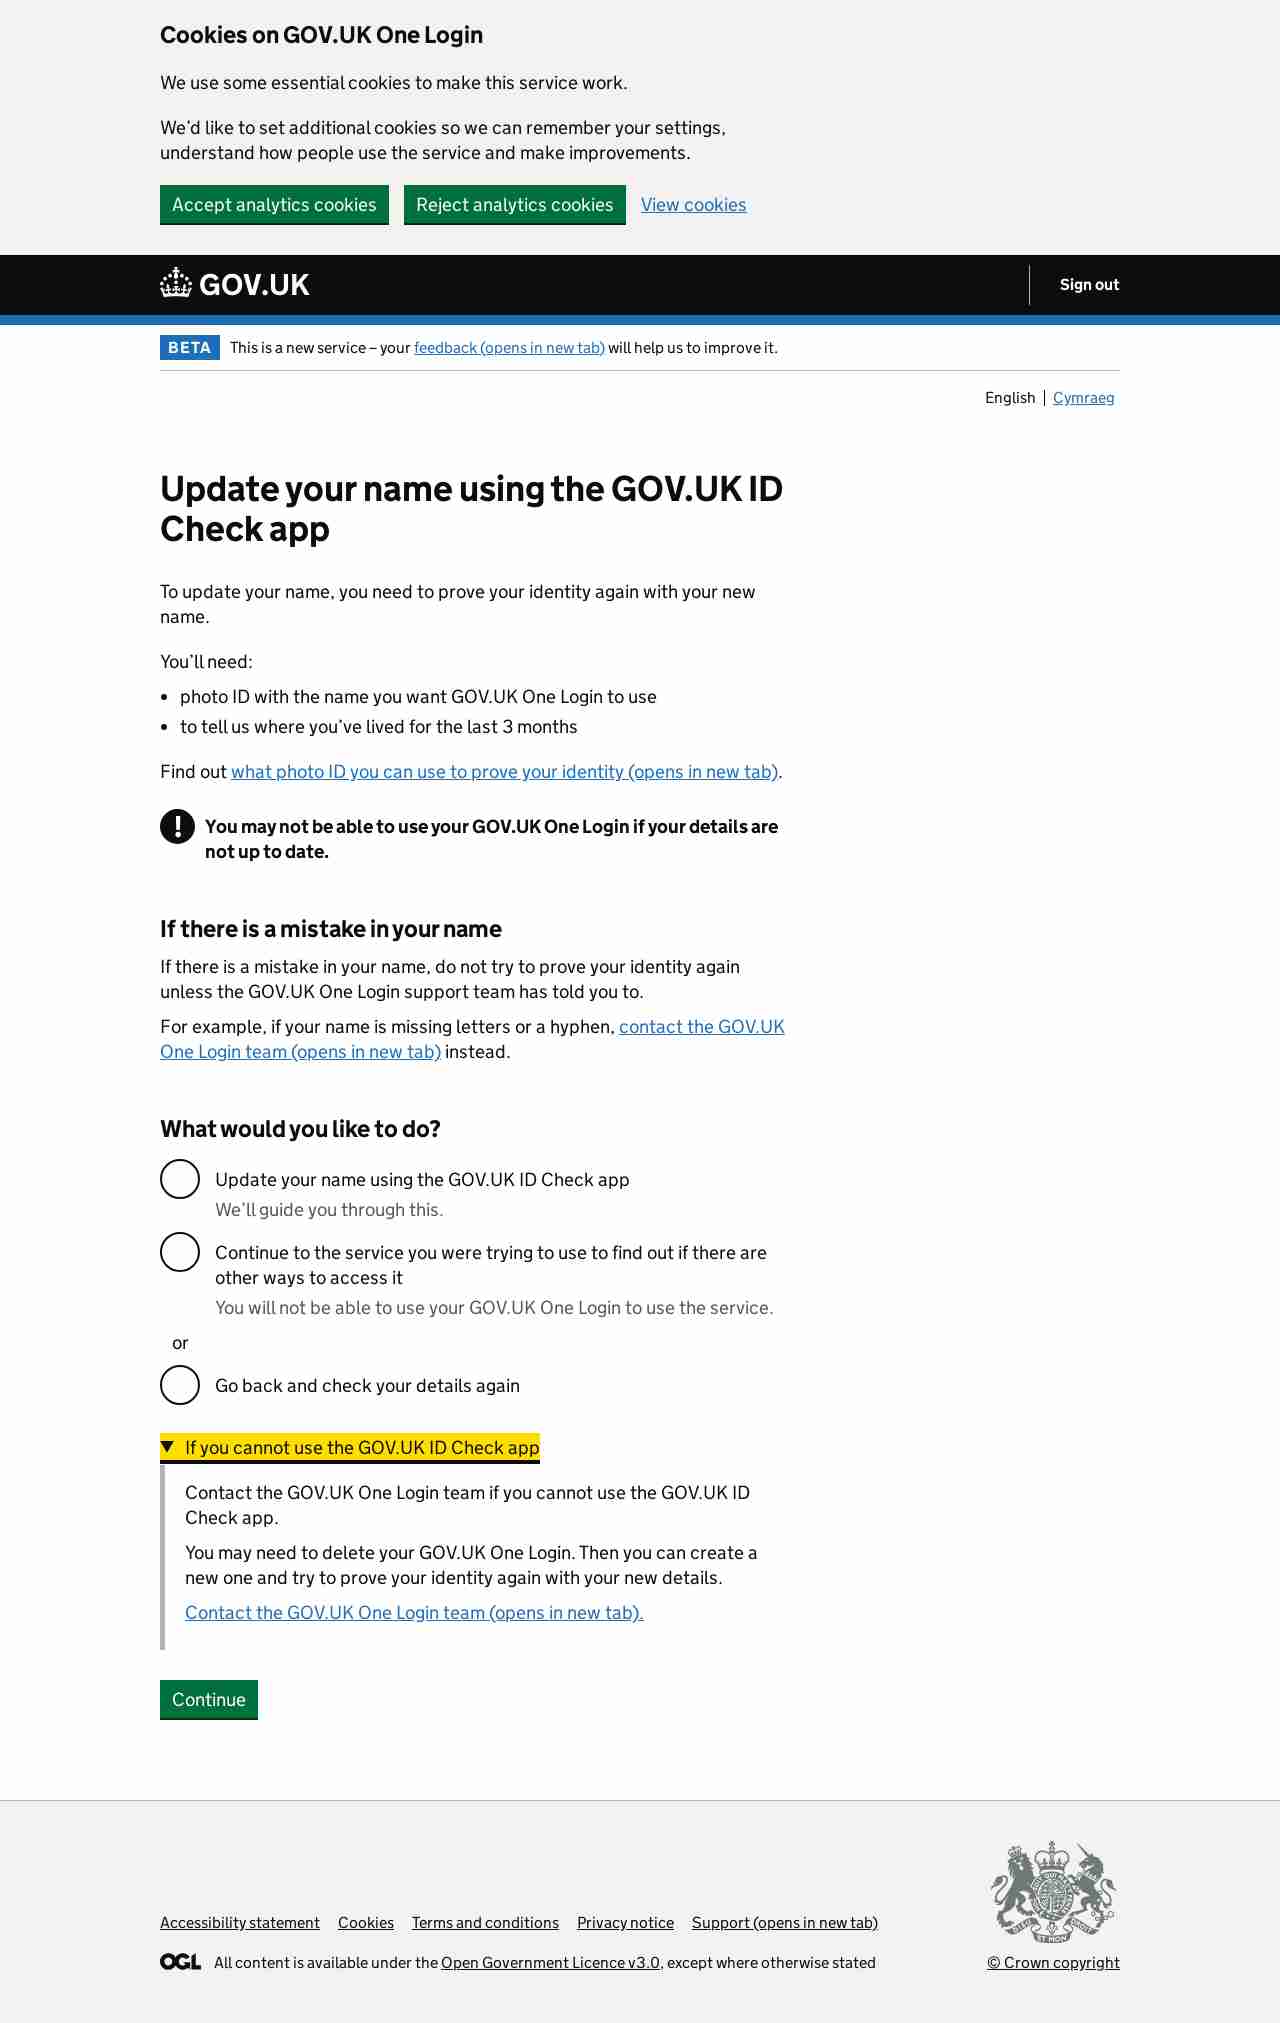 Cookies on GOV.UK One Login
We use some essential cookies to make this service work.
We’d like to set additional cookies so we can remember your settings,
understand how people use the service and make improvements.
Accept analytics cookies
Reject analytics cookies
View cookies
GOV.UK
Sign out
BETA This is a new service – your feedback (opens in new tab) will help us to improve it.
English
Cymraeg
Update your name using the GOV.UK ID
Check app
To update your name, you need to prove your identity again with your new
name.
You’ll need:
• photo ID with the name you want GOV.UK One Login to use
• to tell us where you’ve lived for the last 3 months
Find out what photo ID you can use to prove your identity (opens in new tab).
! You may not be able to use your GOV.UK One Login if your details are
not up to date.
If there is a mistake in your name
If there is a mistake in your name, do not try to prove your identity again
unless the GOV.UK One Login support team has told you to.
For example, if your name is missing letters or a hyphen, contact the GOV.UK
One Login team (opens in new tab) instead.
What would you like to do?
Update your name using the GOV.UK ID Check app
We’ll guide you through this.
Continue to the service you were trying to use to find out if there are
other ways to access it
You will not be able to use your GOV.UK One Login to use the service.
or
Go back and check your details again
If you cannot use the GOV.UK ID Check app
Contact the GOV.UK One Login team if you cannot use the GOV.UK ID
Check app.
You may need to delete your GOV.UK One Login. Then you can create a
new one and try to prove your identity again with your new details.
Contact the GOV.UK One Login team (opens in new tab).
Continue
Accessibility statement
Cookies
Terms and conditions
Privacy notice
Support (opens in new tab)
OGL All content is available under the Open Government Licence v3.0, except where otherwise stated
© Crown copyright